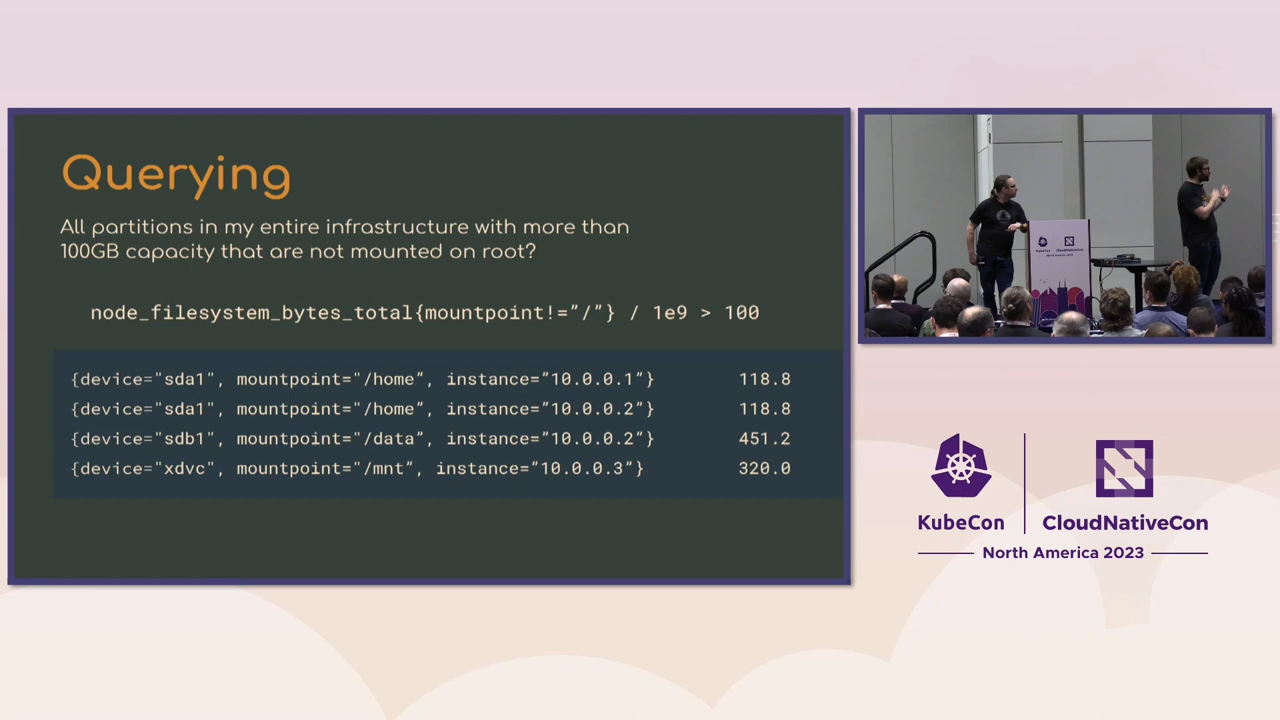 Querying
All partitions in my entire infrastructure with more than
100GB capacity that are not mounted on root?
node_filesystem_bytes_total{mountpoint!=”/”} / 1e9 > 100
{device="sda1", mountpoint="/home”, instance=”10.0.0.1”} 118.8
{device="sda1", mountpoint="/home”, instance=”10.0.0.2”} 118.8
{device="sdb1", mountpoint="/data”, instance=”10.0.0.2”} 451.2
{device="xdvc", mountpoint="/mnt”, instance=”10.0.0.3”} 320.0
KubeCon CloudNativeCon
KubeCon
CloudNativeCon
North America 2023